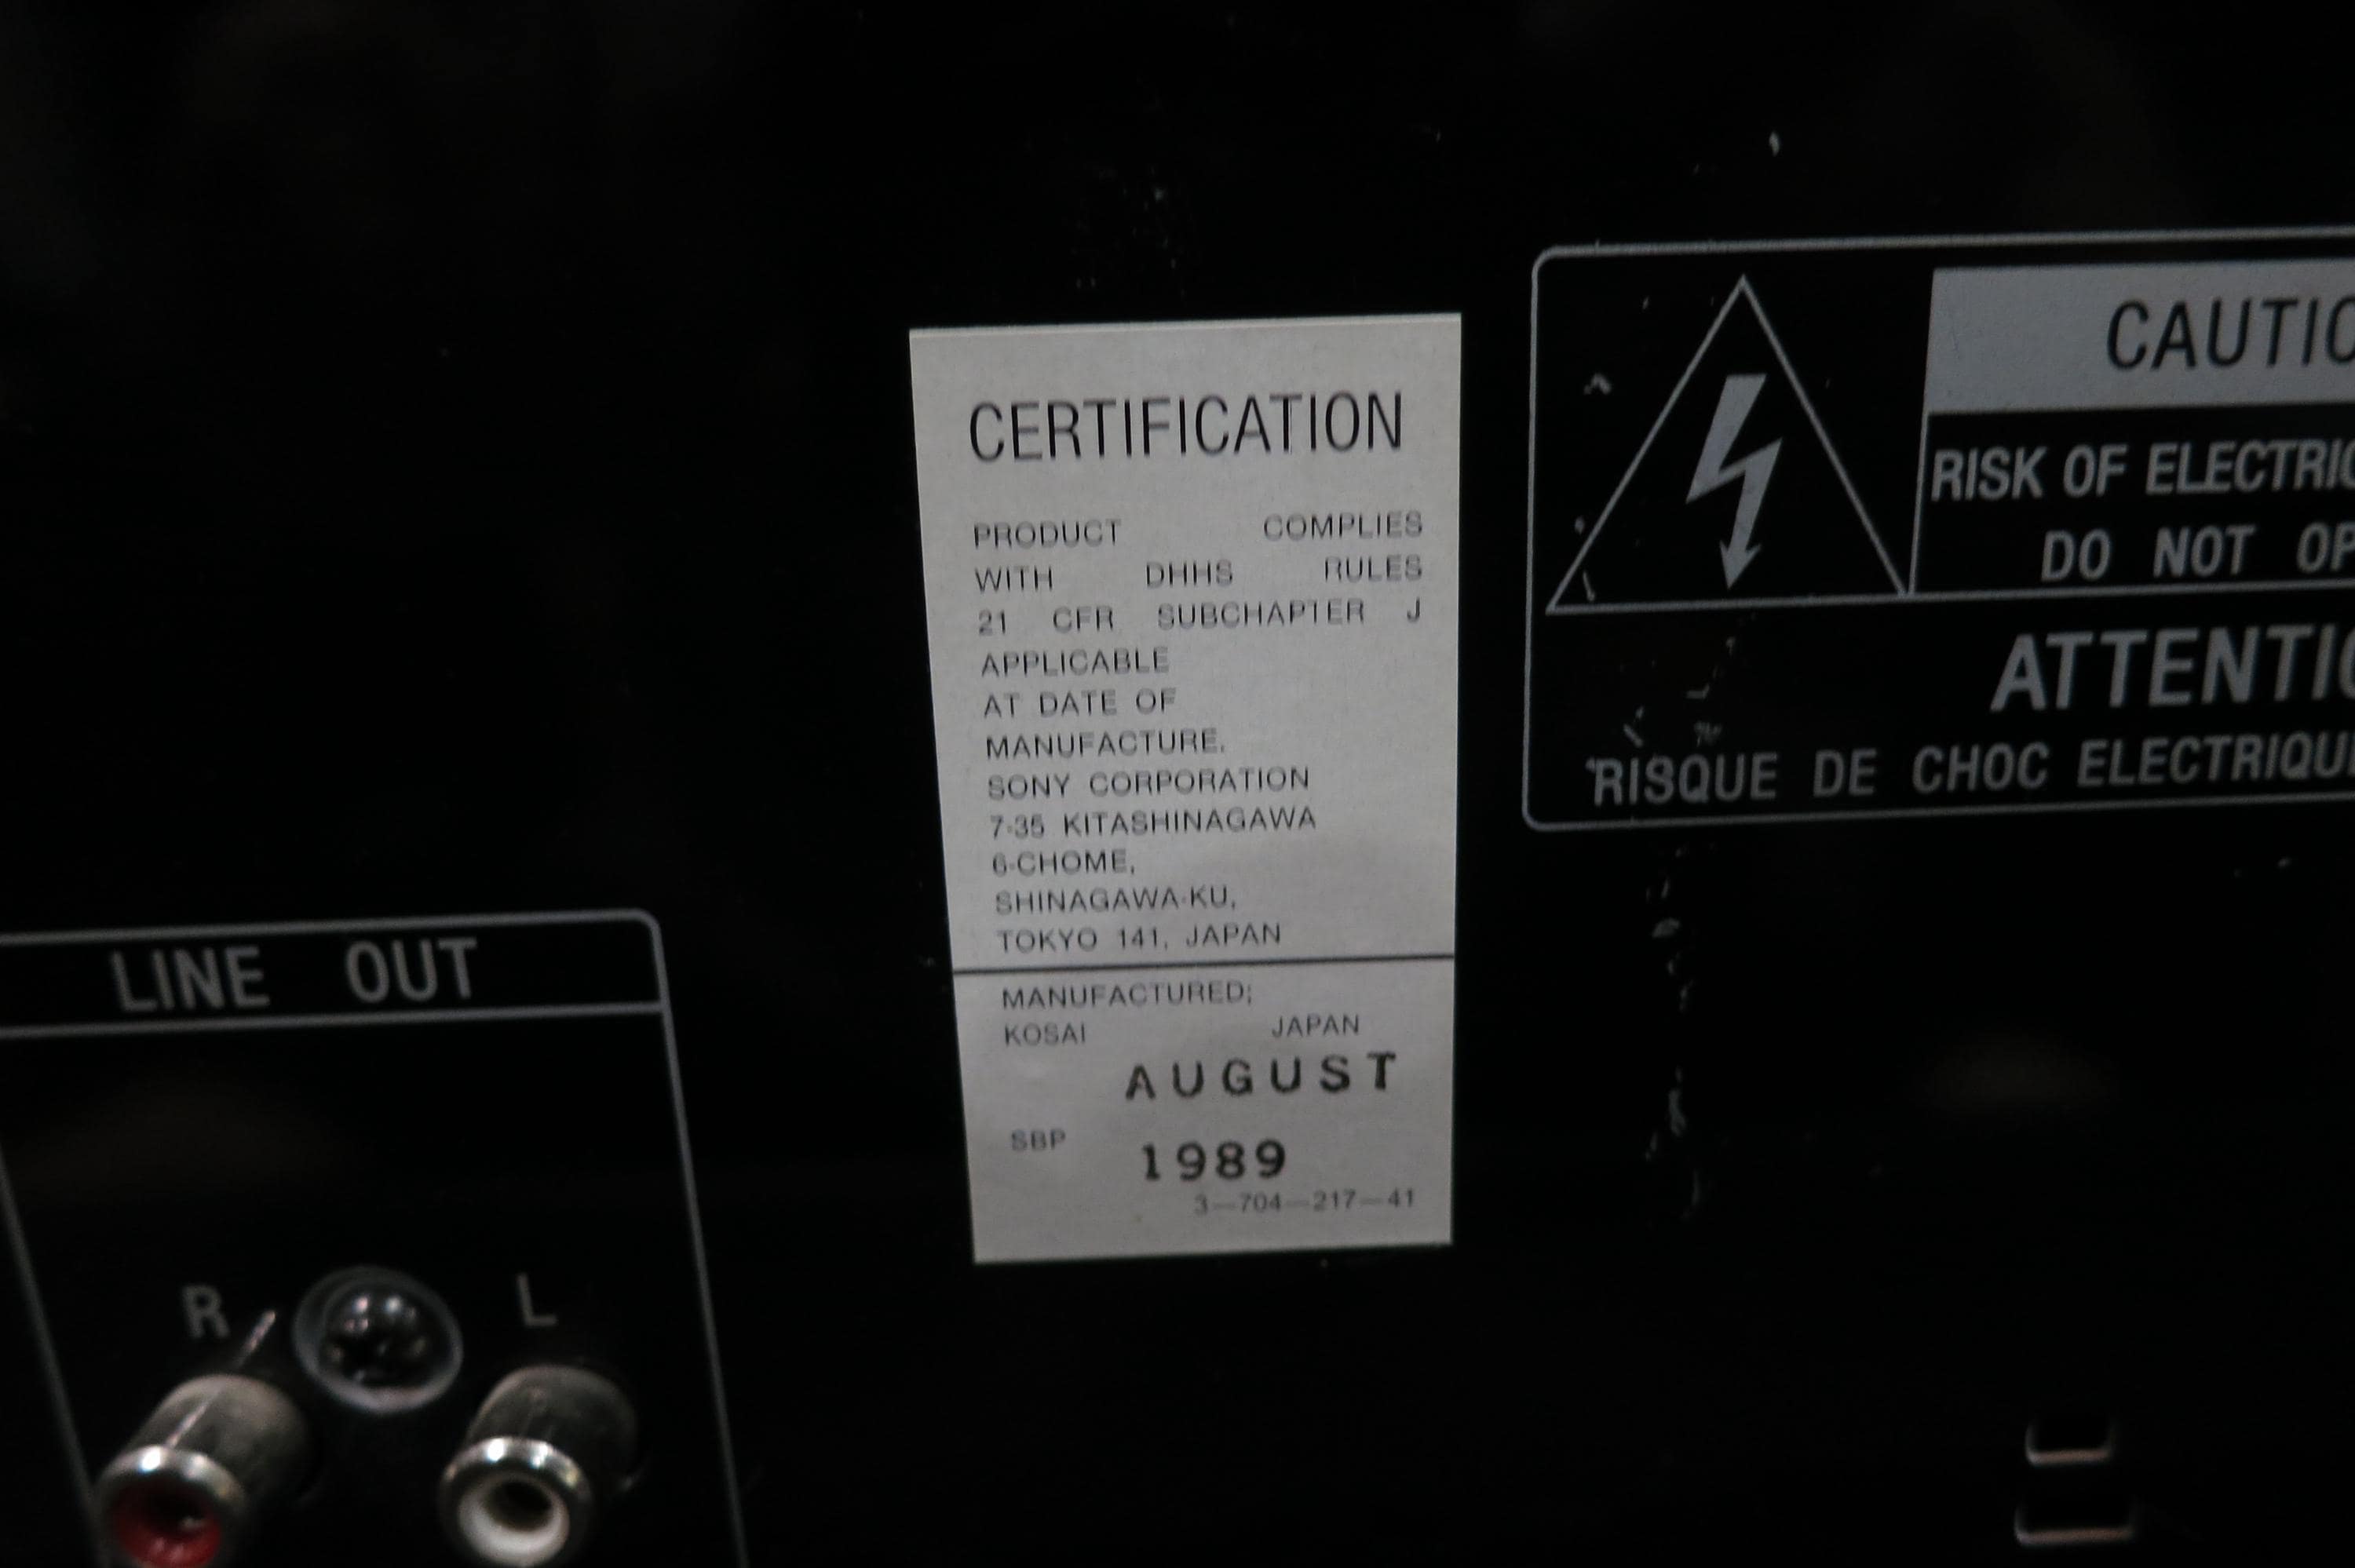 CERTIFICATION
PRODUCT COMPLIES
WITH DHHS RULES
21 CFR SUBCHAPTER J
APPLICABLE
AT DATE OF
MANUFACTURE.
SONY CORPORATION
7-35 KITASHINAGAWA
6-CHOME,
SHINAGAWA-KU,
TOKYO 141, JAPAN
MANUFACTURED;
KOSAI JAPAN
AUGUST
SBP 1989
3—704—217—41
CAUTIO
RISK OF ELECTRIC
DO NOT OP
ATTENTIO
RISQUE DE CHOC ELECTRIQU
LINE OUT
R L